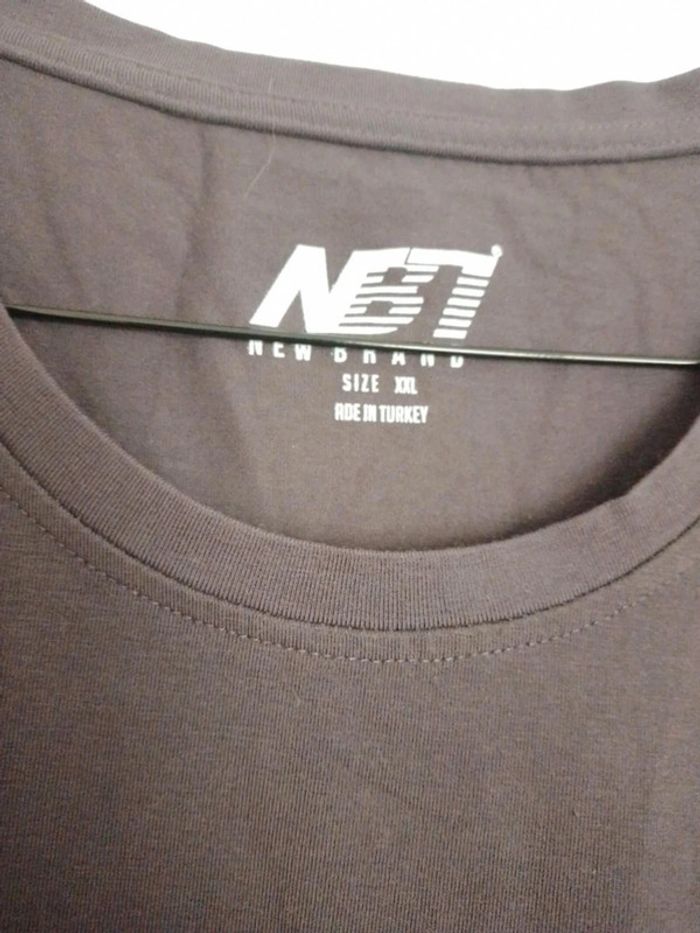 NBT
NEW BRAND
SIZE XXL
ADE IN TURKEY